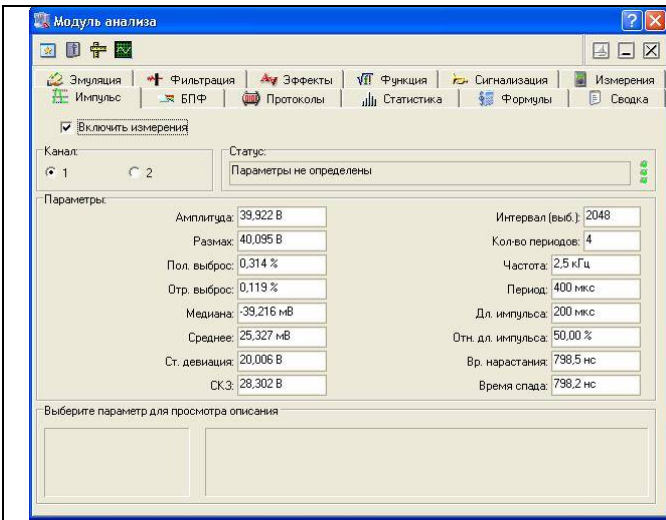 Модуль анализа
Эмуляция Фильтрация Эффекты Функция Сигнализация Измерения
Импульс БПФ Протоколы Статистика Формулы Сводка
Включить измерения
Канал: Статус:
1 2 Параметры не определены
Параметры:
Амплитуда: 39,922 В Интервал (выб.): 2048
Размах: 40,095 В Кол-во периодов: 4
Пол. выброс: 0,314 % Частота: 2,5 кГц
Отр. выброс: 0,119 % Период: 400 мкс
Медиана: -39,216 мВ Дл. импульса: 200 мкс
Среднее: 25,327 мВ Отн. дл. импульса: 50,00 %
Ст. девиация: 20,006 В Вр. нарастания: 798,5 нс
СКЗ: 28,302 В Время спада: 798,2 нс
Выберите параметр для просмотра описания